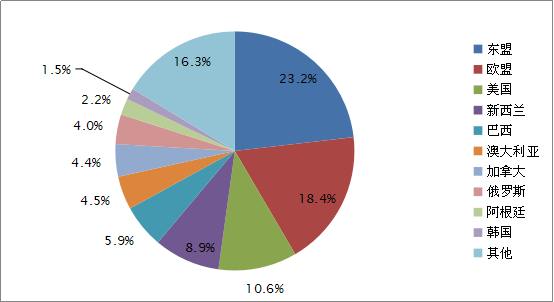 23.2%
18.4%
10.6%
8.9%
5.9%
4.5%
4.4%
4.0%
2.2%
1.5%
16.3%
东盟
欧盟
美国
新西兰
巴西
澳大利亚
加拿大
俄罗斯
阿根廷
韩国
其他